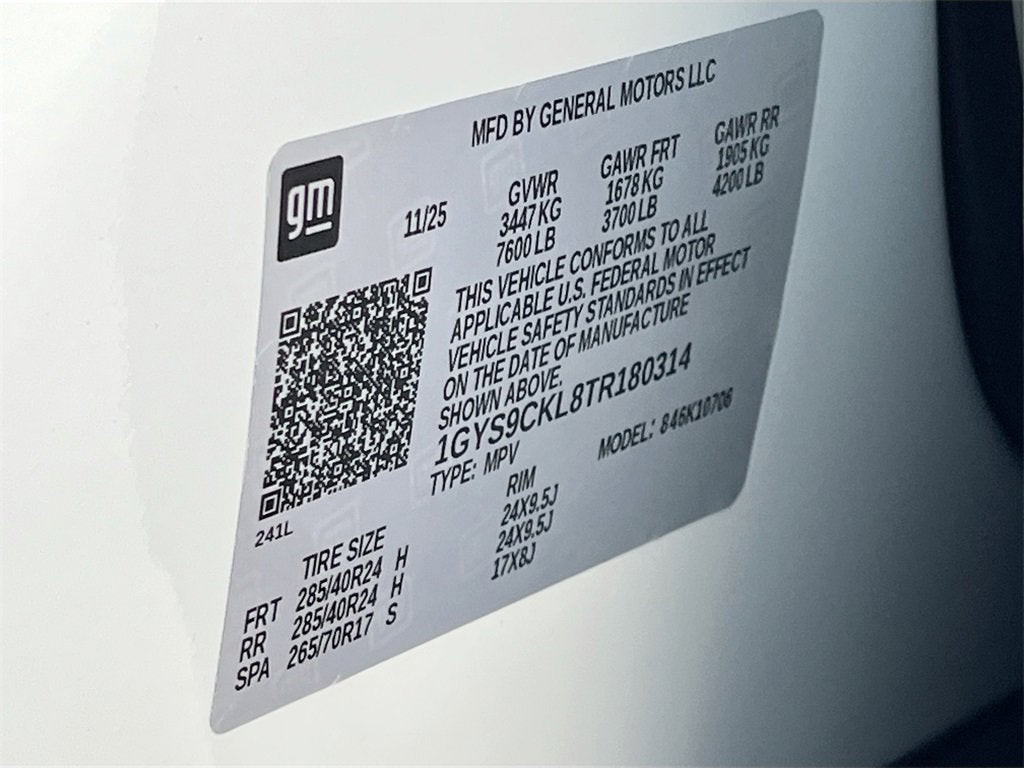 MFD BY GENERAL MOTORS LLC
gm
11/25
GVWR
3447 KG
7600 LB
GAWR FRT
1678 KG
3700 LB
GAWR RR
1905 KG
4200 LB
THIS VEHICLE CONFORMS TO ALL
APPLICABLE U.S. FEDERAL MOTOR
VEHICLE SAFETY STANDARDS IN EFFECT
ON THE DATE OF MANUFACTURE
SHOWN ABOVE.
1GYS9CKL8TR180314
TYPE: MPV
MODEL: 846K10706
241L
TIRE SIZE
RIM
FRT 285/40R24 H 24X9.5J
RR 285/40R24 H 24X9.5J
SPA 265/70R17 S 17X8J